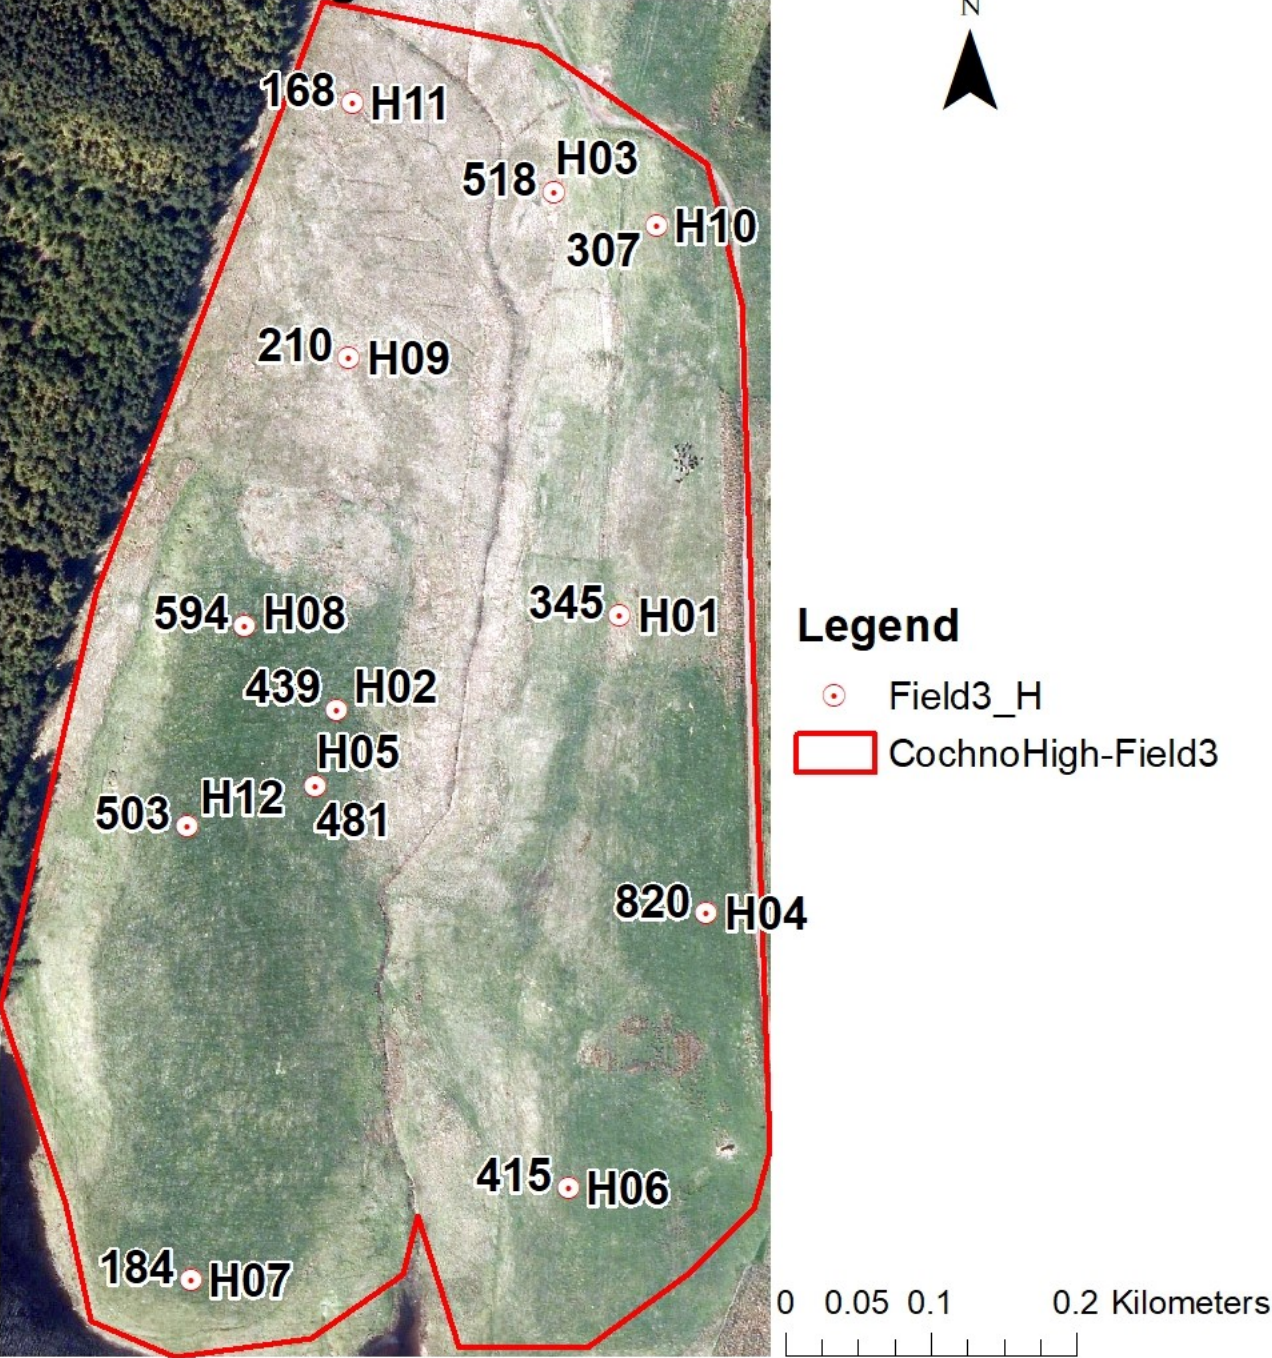 N
168 H11
H03
518
H10
307
210 H09
345 H01
594 H08
439 H02
H05
H12
503
481
820 H04
415 H06
184 H07
Legend
Field3_H
CochnoHigh-Field3
0 0.05 0.1 0.2 Kilometers